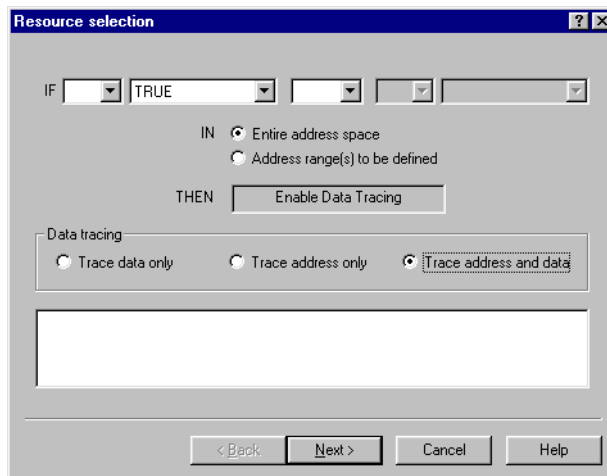 Resource selection
IF TRUE
IN Entire address space
Address range(s) to be defined
THEN Enable Data Tracing
Data tracing
Trace data only Trace address only Trace address and data
< Back Next > Cancel Help